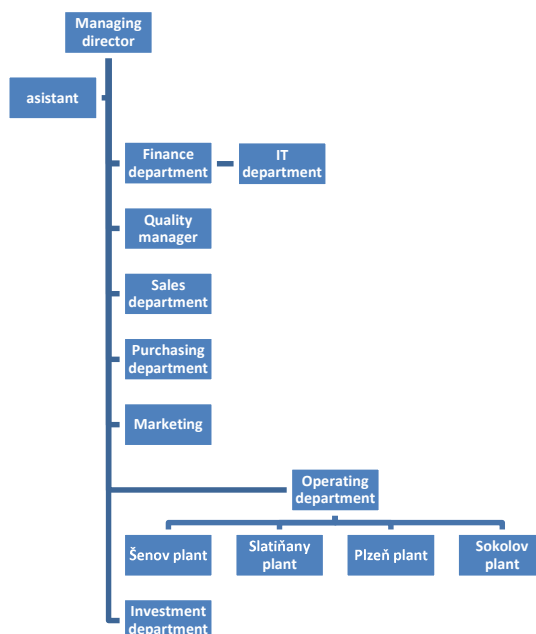 Managing
director
asistant
Finance
department
IT
department
Quality
manager
Sales
department
Purchasing
department
Marketing
Operating
department
Šenov plant
Slatiňany
plant
Plzeň plant
Sokolov
plant
Investment
department